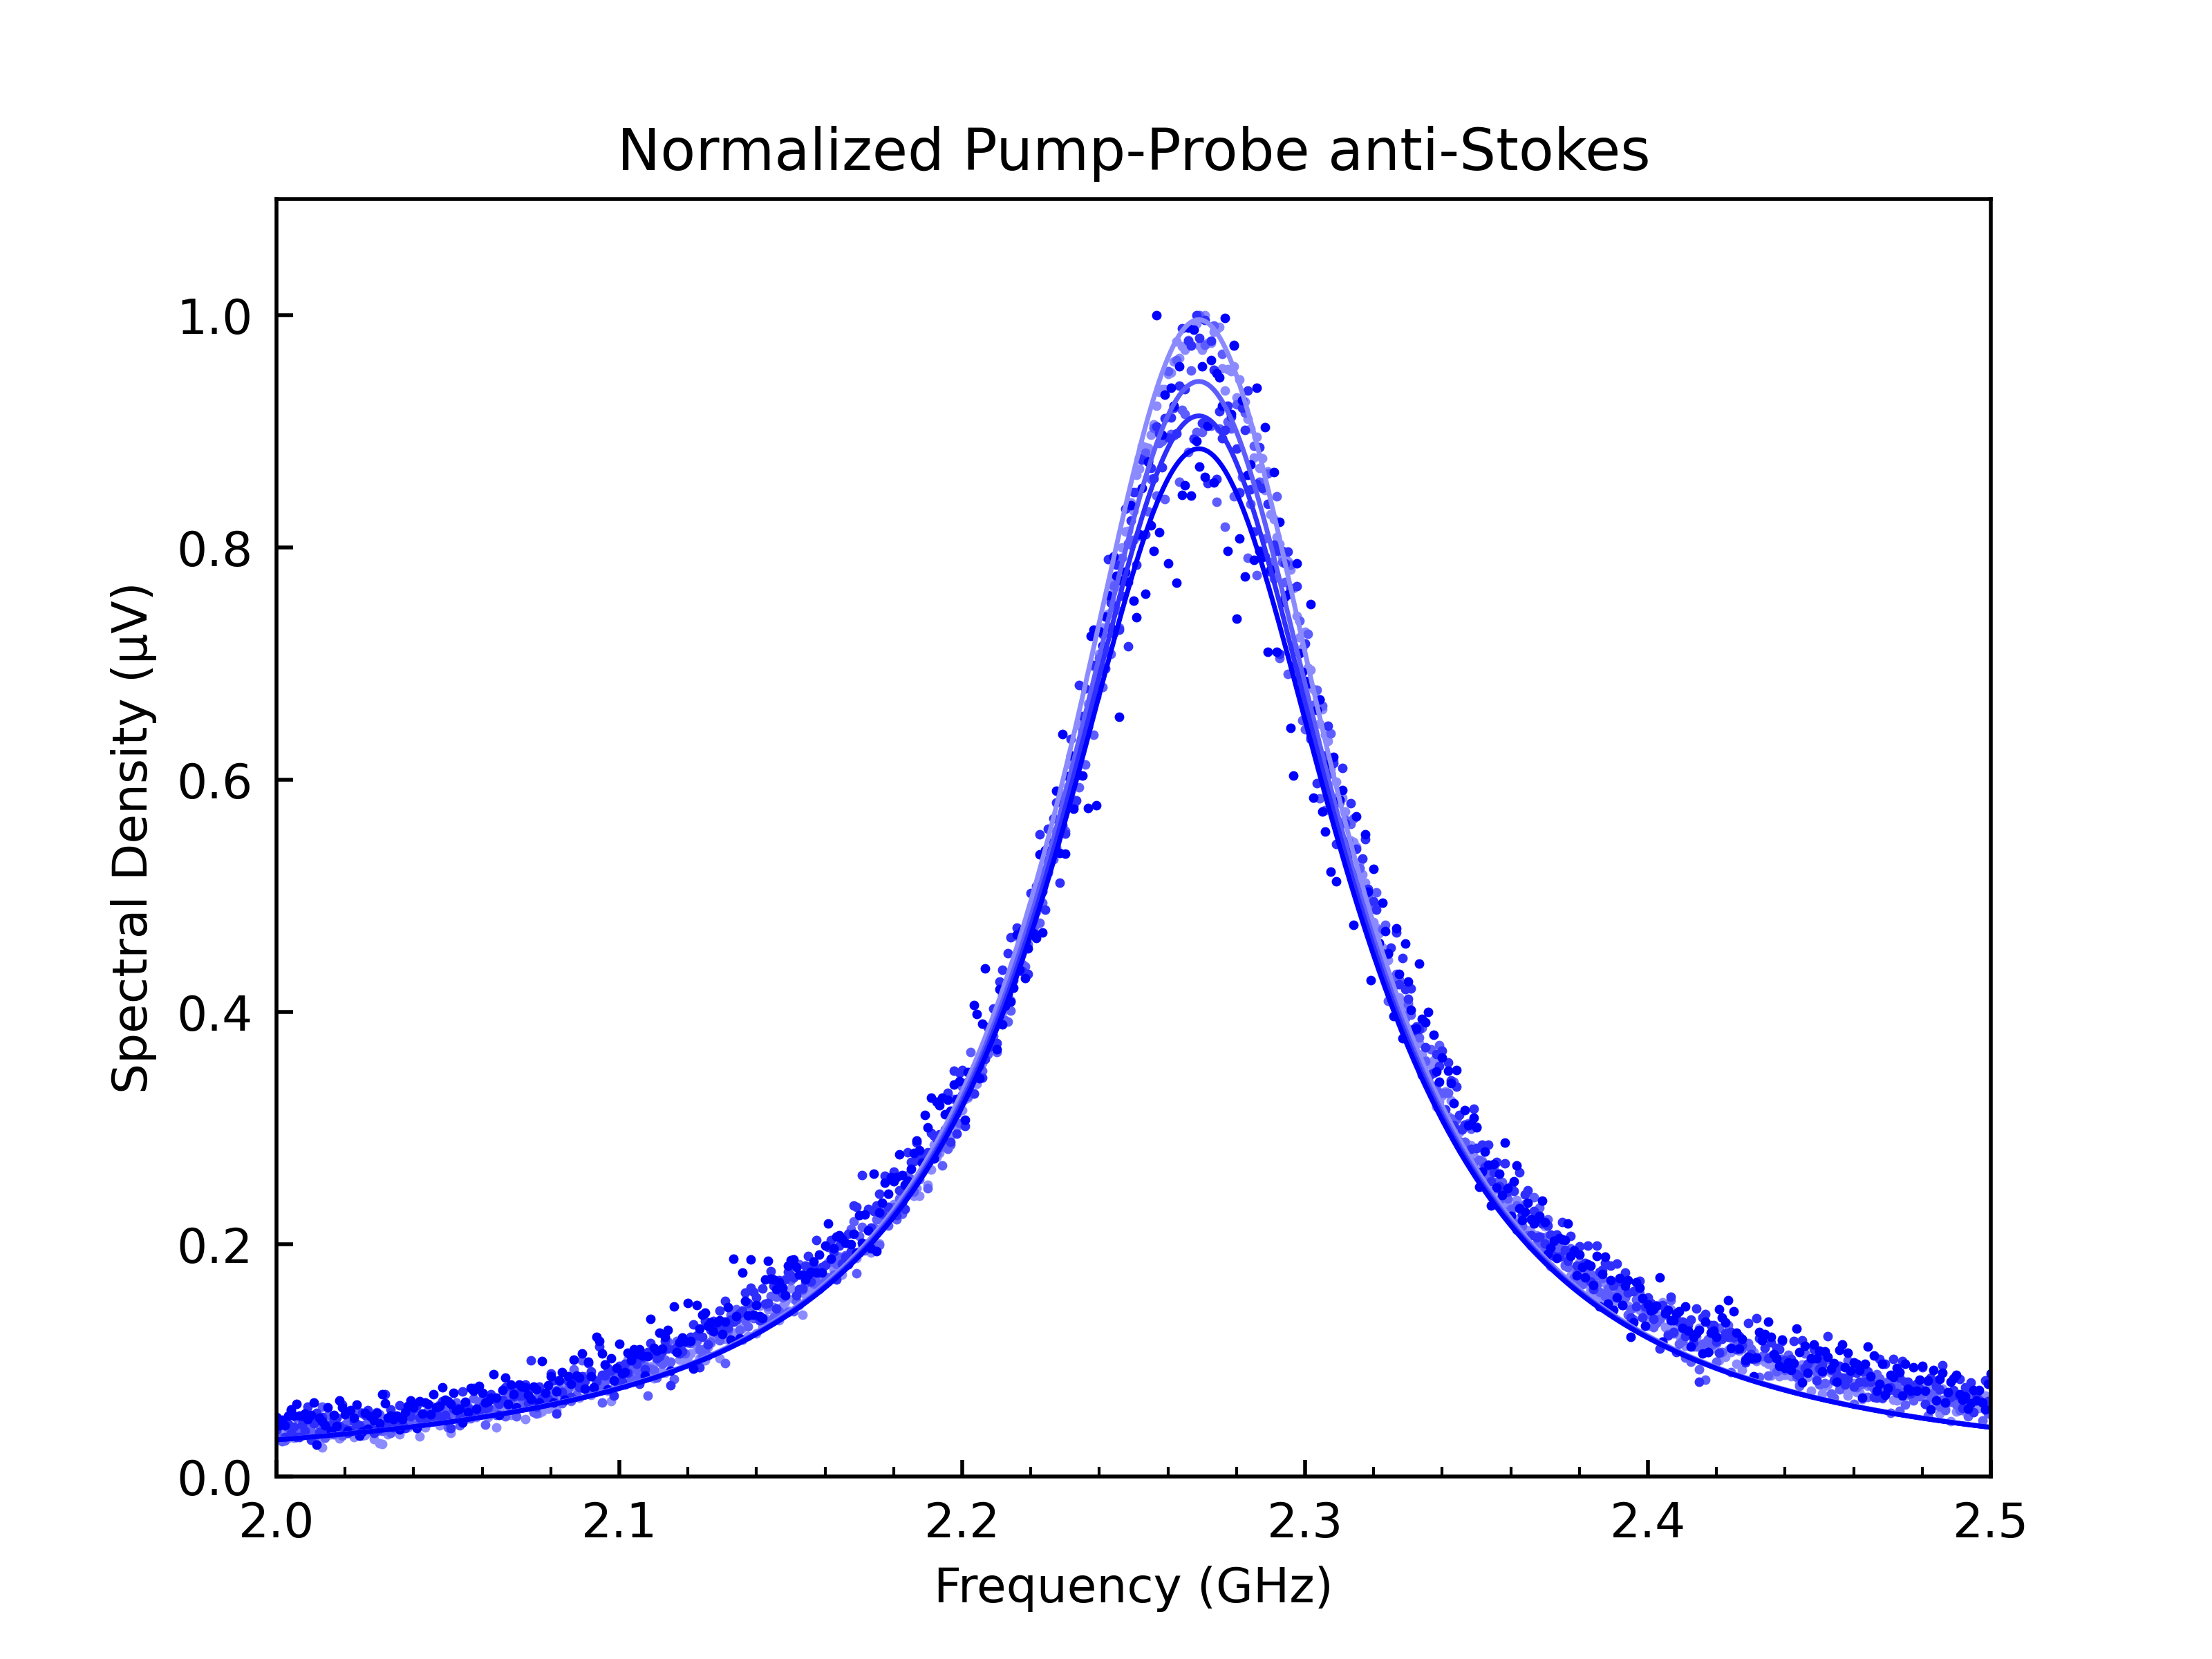 Normalized Pump-Probe anti-Stokes
1.0
0.8
0.6
0.4
0.2
0.0
Spectral Density (μV)
2.0 2.1 2.2 2.3 2.4 2.5
Frequency (GHz)